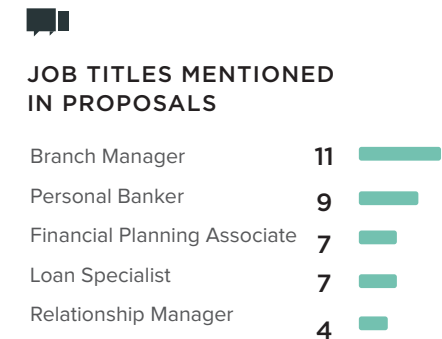 JOB TITLES MENTIONED
IN PROPOSALS
Branch Manager 11
Personal Banker 9
Financial Planning Associate 7
Loan Specialist 7
Relationship Manager 4